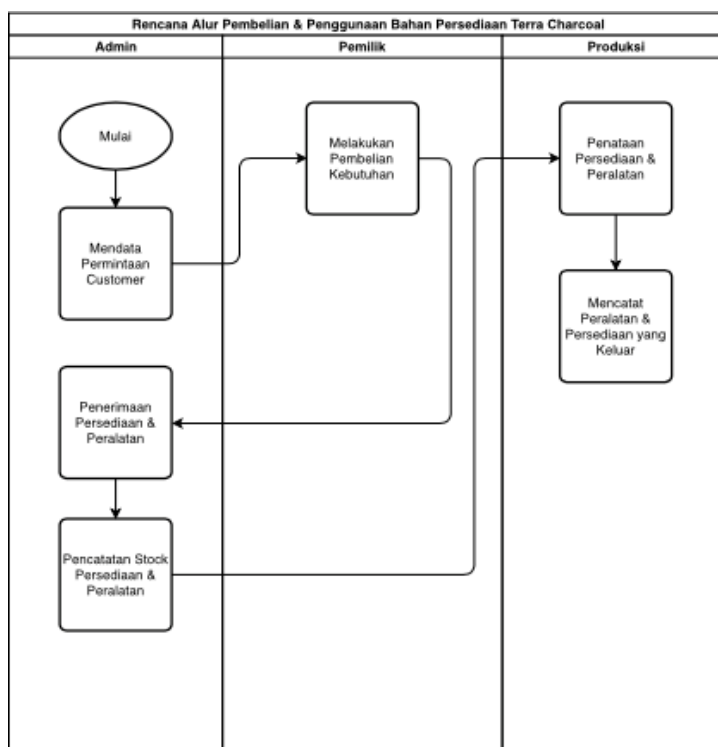 Rencana Alur Pembelian & Penggunaan Bahan Persediaan Terra Charcoal
Admin
Pemilik
Produksi
Mulai
Mendata
Permintaan
Customer
Melakukan
Pembelian
Kebutuhan
Penerimaan
Persediaan &
Peralatan
Pencatatan Stock
Persediaan &
Peralatan
Penataan
Persediaan &
Peralatan
Mencatat
Peralatan &
Persediaan yang
Keluar